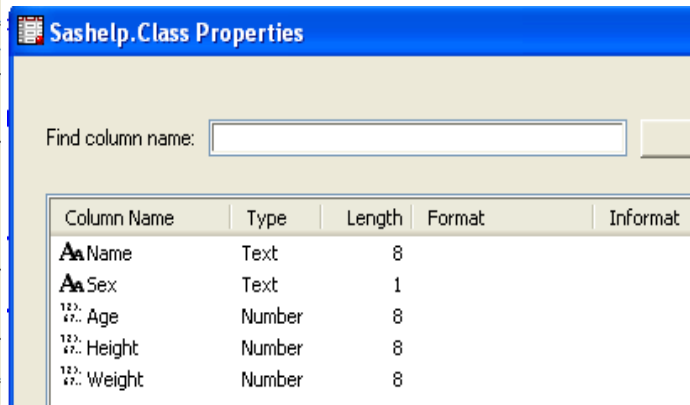 Sashelp.Class Properties
Find column name:
Column Name Type Length Format Informat
Name Text 8
Sex Text 1
Age Number 8
Height Number 8
Weight Number 8